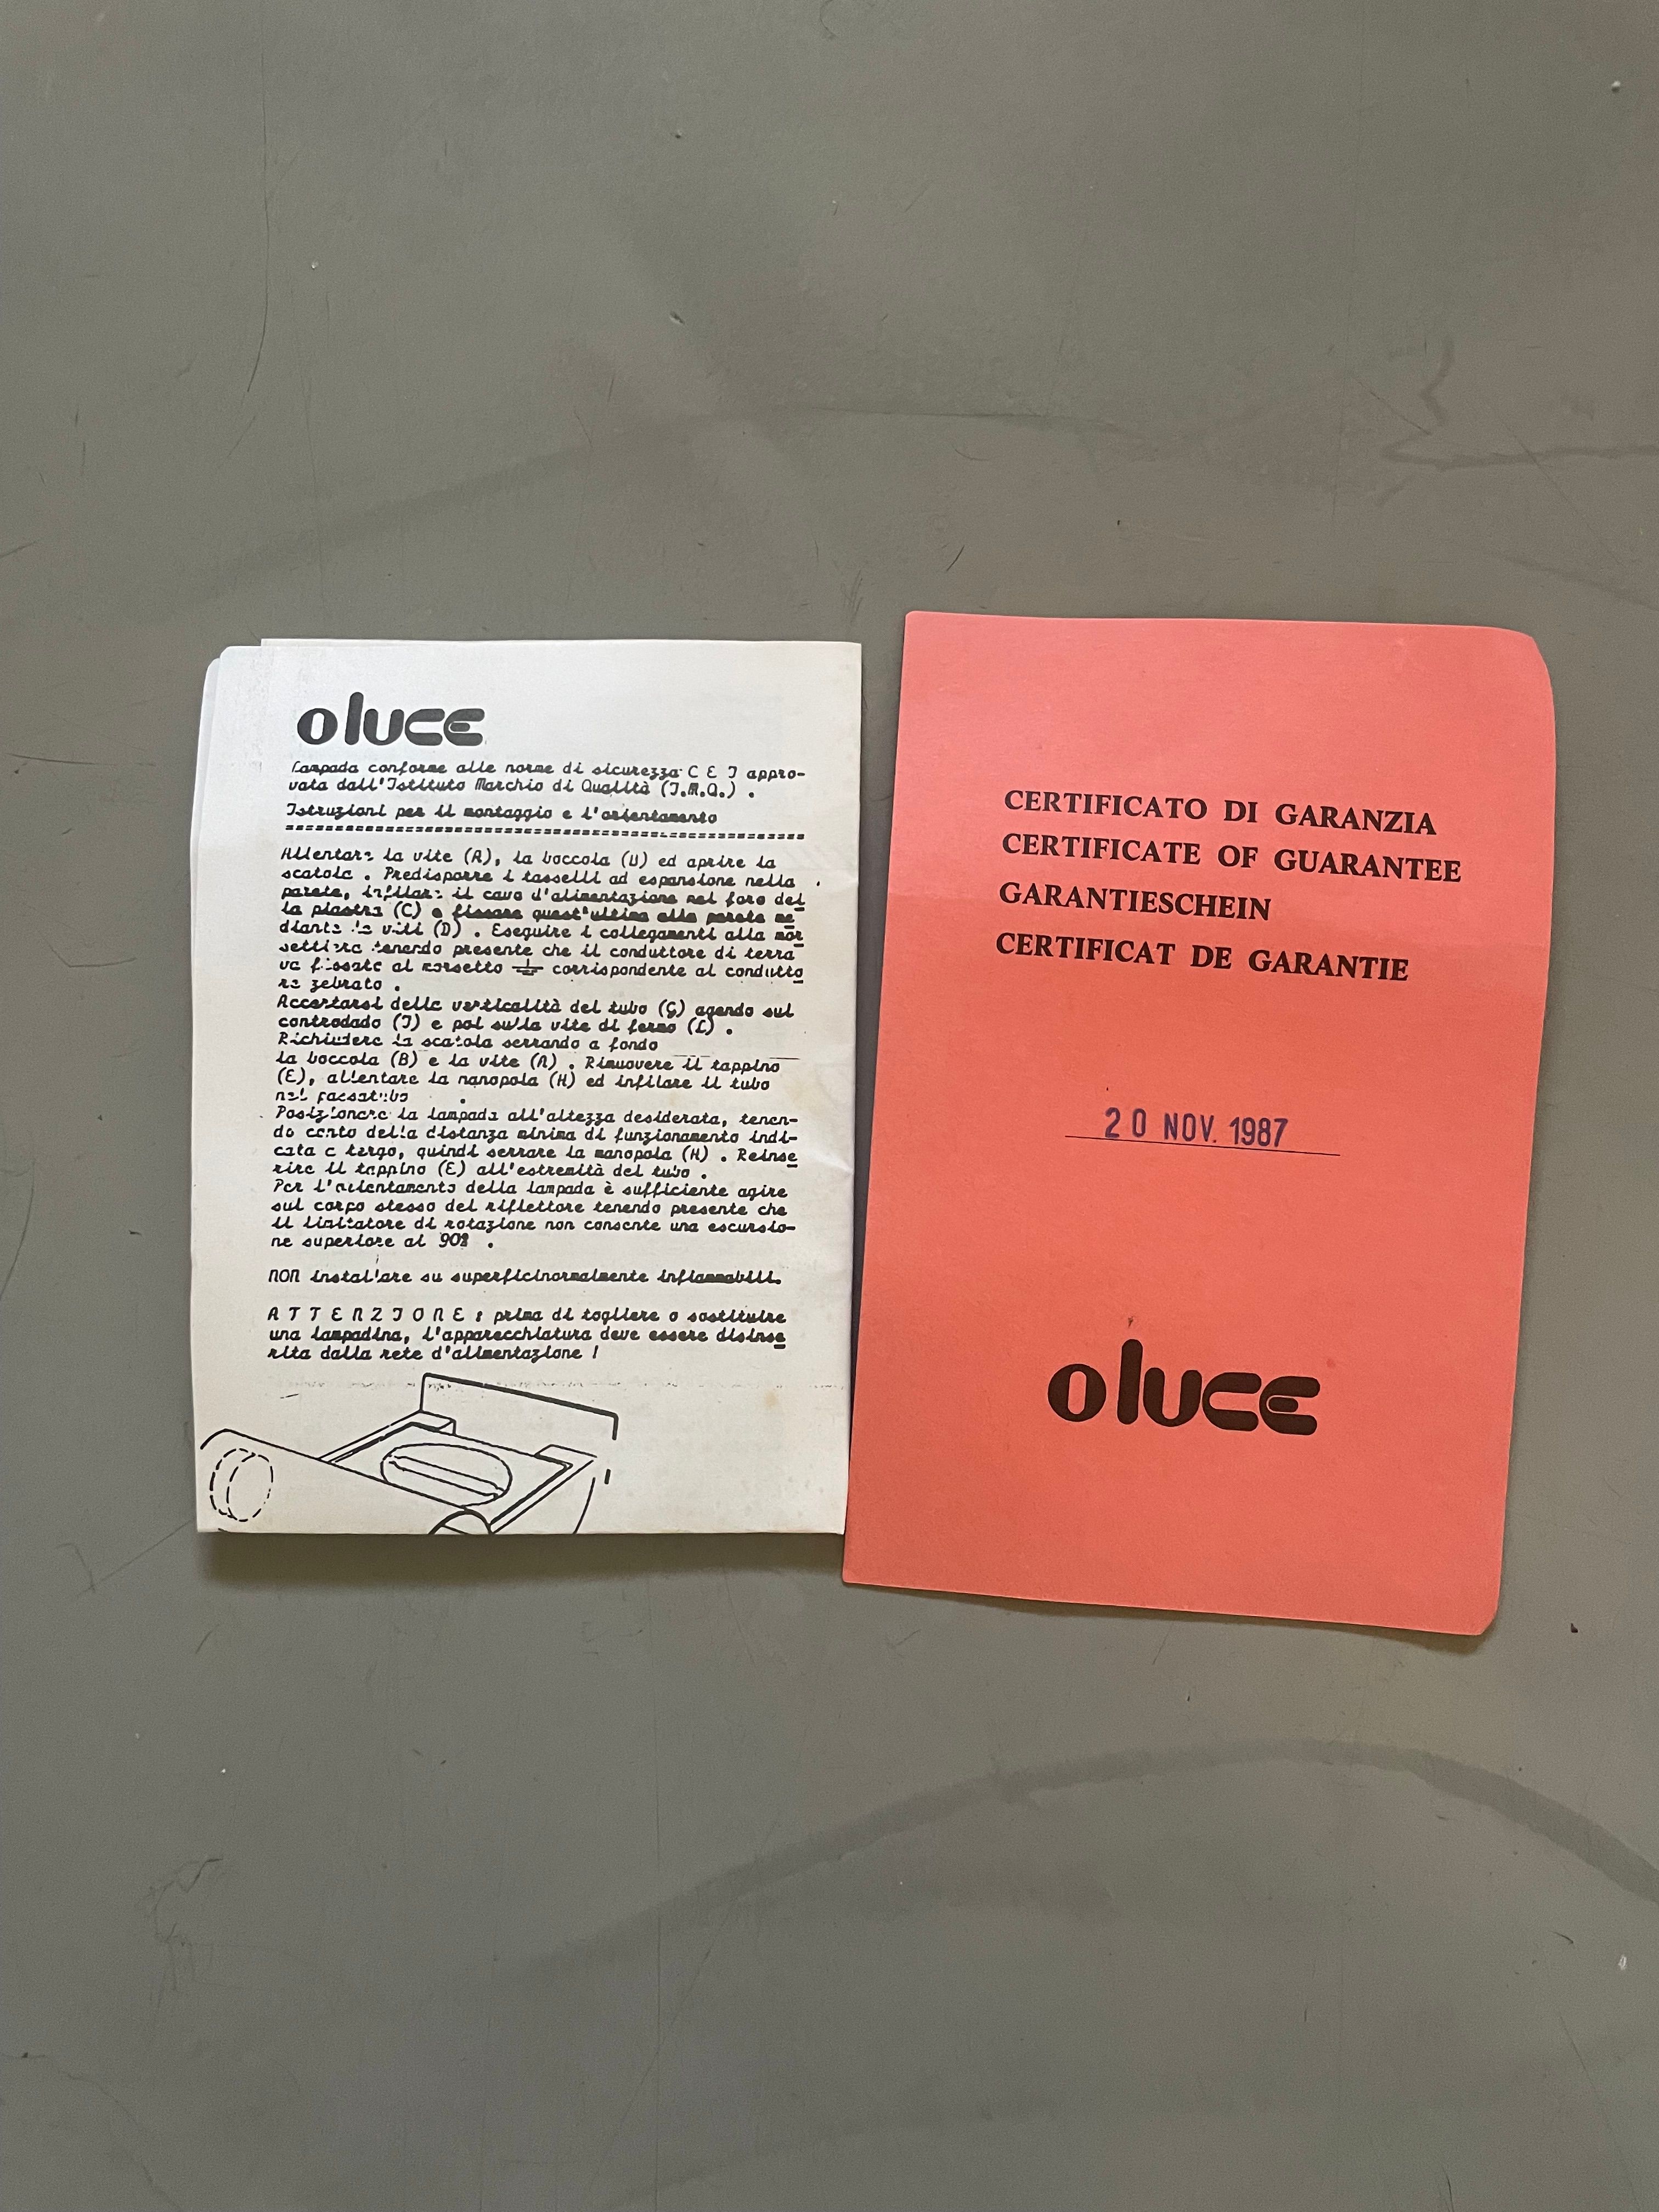 oluce
Lampada conforme alle norme di sicurezza C E I appro-
vata dall'Istituto Marchio di Qualità (I.M.Q.) .
Istruzioni per il montaggio e l'orientamento
Allentare la vite (A), la boccola (U) ed aprire la
scatola . Predisporre i tasselli ad espansione nella
parete, infilare il cavo d'alimentazione nel foro del
la piastra (C) e fissare quest'ultima alla parete me
diante le viti (D) . Eseguire i collegamenti alla mor
settiera tenendo presente che il conduttore di terra
va fissato al morsetto ⏚ corrispondente al condutto
re zebrato .
Accertarsi della verticalità del tubo (G) agendo sul
controdado (I) e poi sulla vite di fermo (L) .
Richiudere la scatola serrando a fondo
la boccola (B) e la vite (A) . Rimuovere il tappino
(E), allentare la manopola (H) ed infilare il tubo
nel passatubo .
Posizionare la lampada all'altezza desiderata, tenen-
do conto della distanza minima di funzionamento indi-
cata a tergo, quindi serrare la manopola (H) . Reinse
rire il tappino (E) all'estremità del tubo .
Per l'orientamento della lampada è sufficiente agire
sul corpo stesso del riflettore tenendo presente che
il limitatore di rotazione non consente una escursio-
ne superiore ai .
NON installare su superficinormalmente infiammabili.
A T T E N Z I O N E : prima di togliere o sostituire
una lampadina, l'apparecchiatura deve essere disinse
rita dalla rete d'alimentazione !
CERTIFICATO DI GARANZIA
CERTIFICATE OF GUARANTEE
GARANTIESCHEIN
CERTIFICAT DE GARANTIE
20 NOV. 1987
oluce